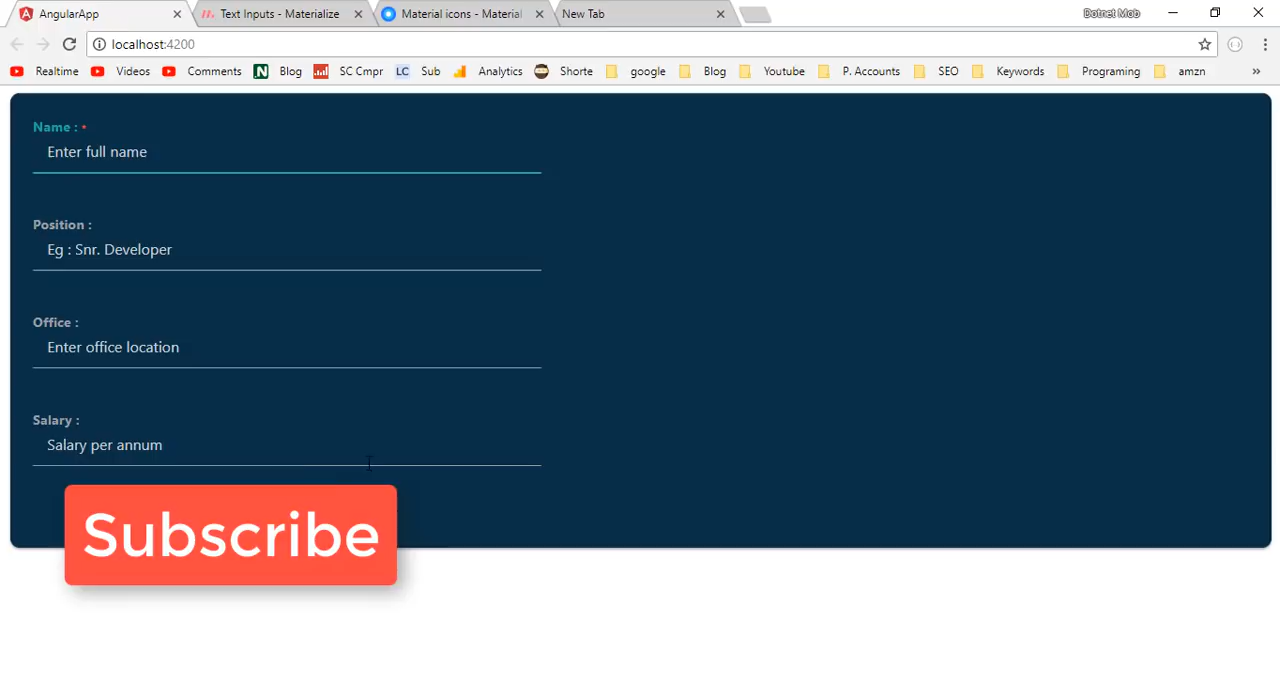 AngularApp
Text Inputs - Materialize
Material icons - Material
New Tab
Dotnet Mob
localhost:4200
Realtime Videos Comments N Blog SC Cmpr LC Sub Analytics Shorte google Blog Youtube P. Accounts SEO Keywords Programing amzn »
Name : *
Enter full name
Position :
Eg : Snr. Developer
Office :
Enter office location
Salary :
Salary per annum
Subscribe